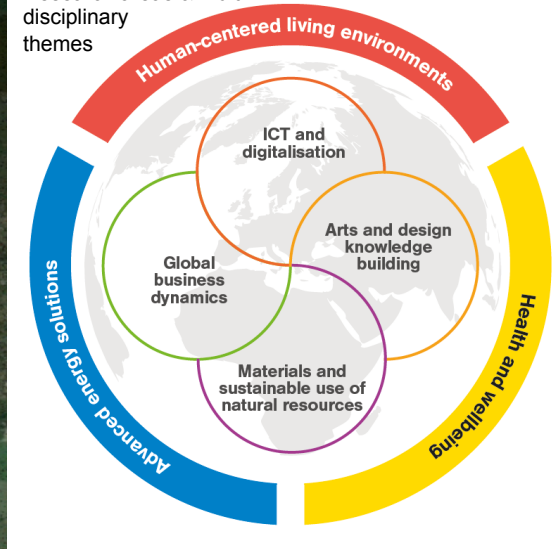 disciplinary
themes
Human-centered living environments
ICT and
digitalisation
Arts and design
knowledge
building
Global
business
dynamics
Materials and
sustainable use of
natural resources
Advanced energy solutions
Health and wellbeing